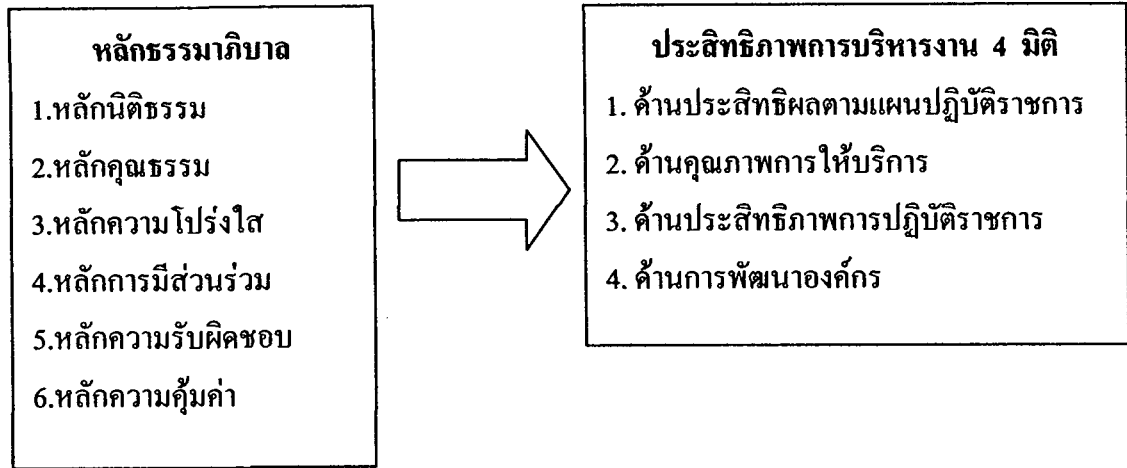 หลักธรรมาภิบาล
1.หลักนิติธรรม
2.หลักคุณธรรม
3.หลักความโปร่งใส
4.หลักการมีส่วนร่วม
5.หลักความรับผิดชอบ
6.หลักความคุ้มค่า
ประสิทธิภาพการบริหารงาน 4 มิติ
1. ด้านประสิทธิผลตามแผนปฏิบัติราชการ
2. ด้านคุณภาพการให้บริการ
3. ด้านประสิทธิภาพการปฏิบัติราชการ
4. ด้านการพัฒนาองค์กร